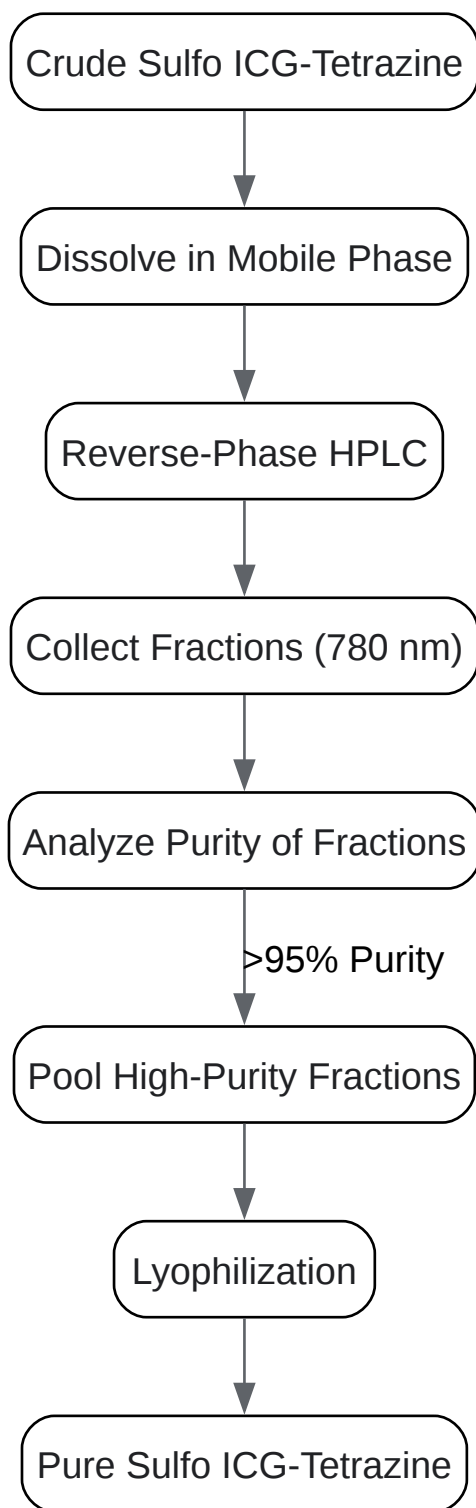 Crude Sulfo ICG-Tetrazine
Dissolve in Mobile Phase
Reverse-Phase HPLC
Collect Fractions (780 nm)
Analyze Purity of Fractions
>95% Purity
Pool High-Purity Fractions
Lyophilization
Pure Sulfo ICG-Tetrazine